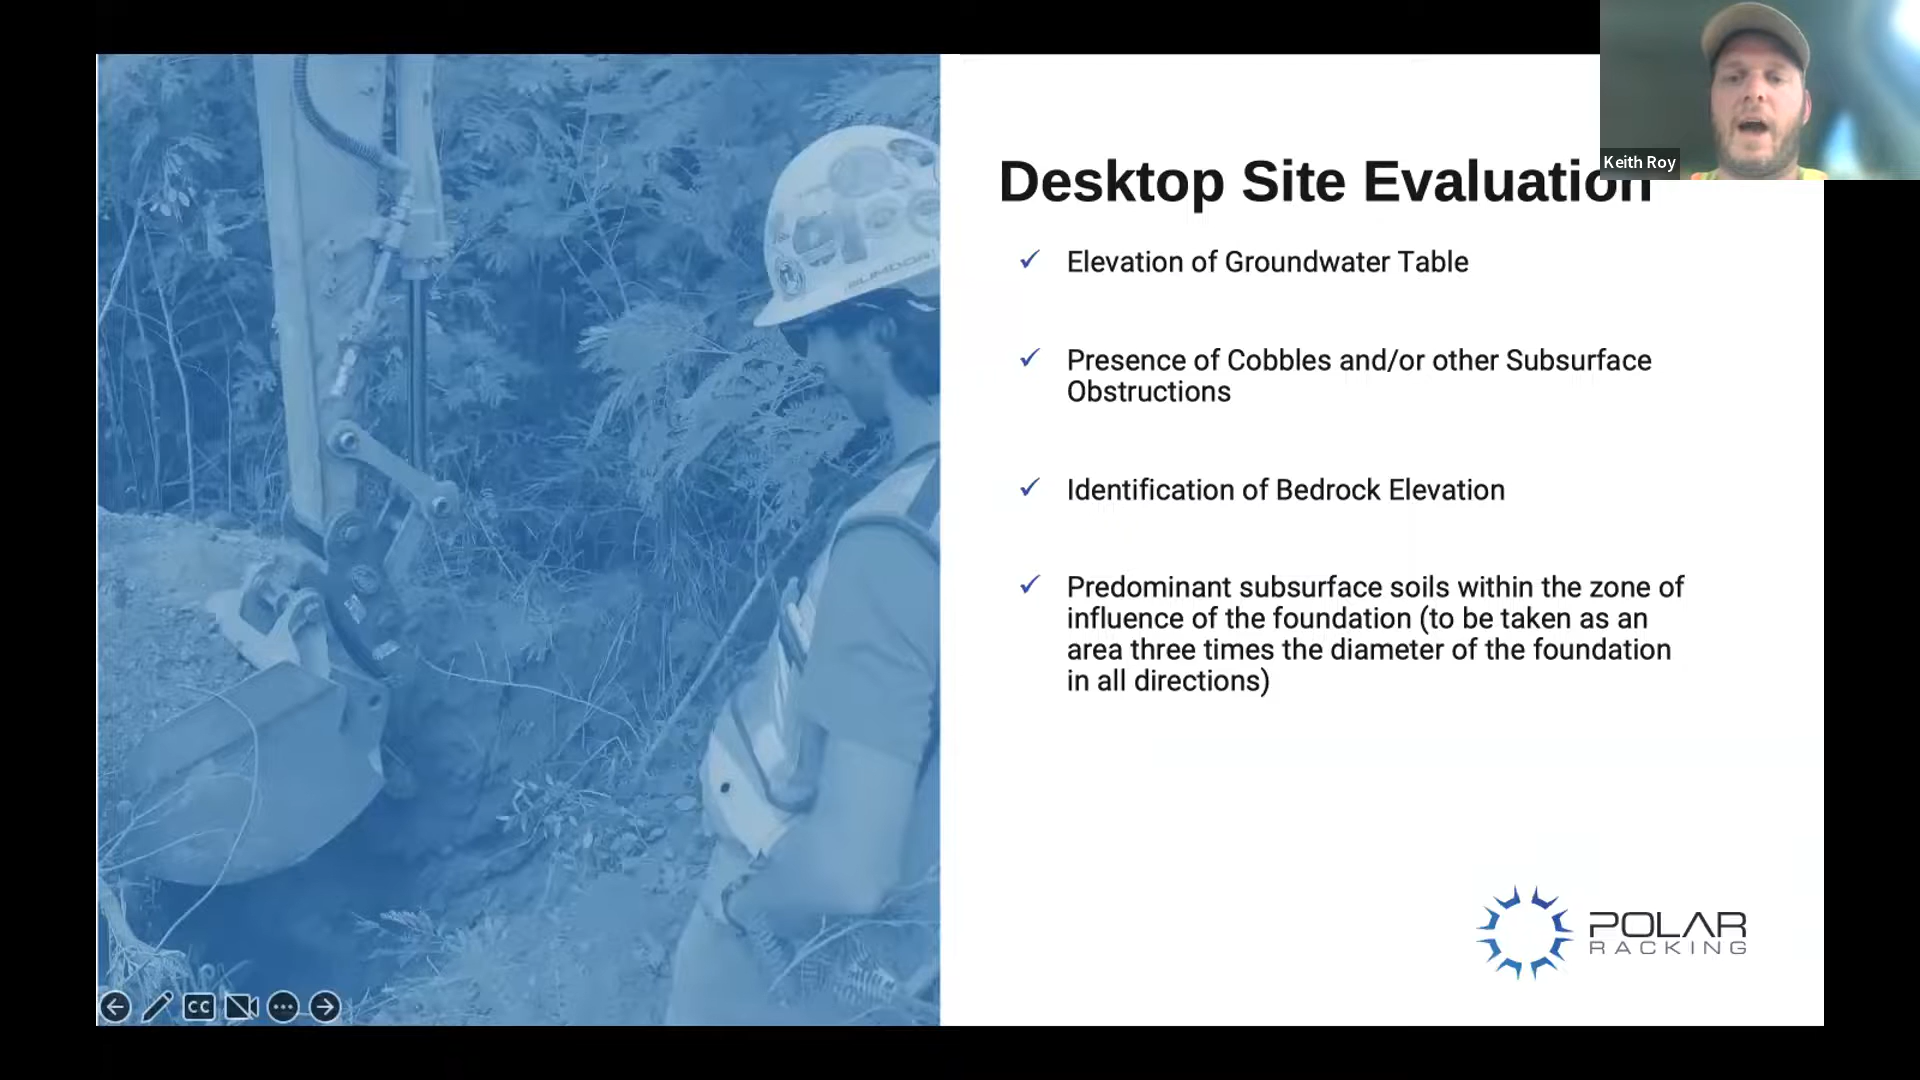 Keith Roy
Desktop Site Evaluation
Elevation of Groundwater Table
Presence of Cobbles and/or other Subsurface
Obstructions
Identification of Bedrock Elevation
Predominant subsurface soils within the zone of
influence of the foundation (to be taken as an
area three times the diameter of the foundation
in all directions)
POLAR
RACKING
CC